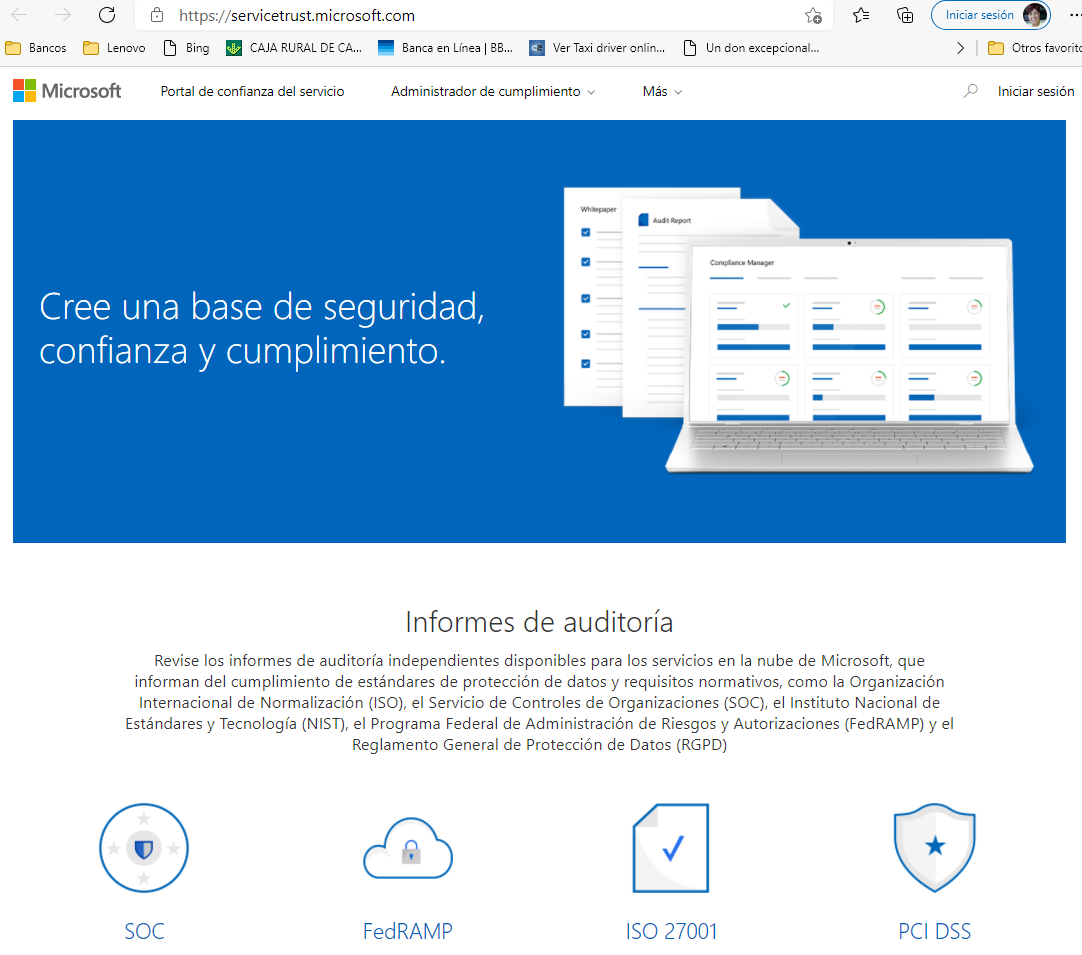 https://servicetrust.microsoft.com
Iniciar sesión
Bancos
Lenovo
Bing
CAJA RURAL DE CA...
Banca en Línea | BB...
Ver Taxi driver onlin...
Un don excepcional...
Otros favorito
Microsoft
Portal de confianza del servicio
Administrador de cumplimiento
Más
Iniciar sesión
Whitepaper
Audit Report
Compliance Manager
Cree una base de seguridad,
confianza y cumplimiento.
Informes de auditoría
Revise los informes de auditoría independientes disponibles para los servicios en la nube de Microsoft, que
informan del cumplimiento de estándares de protección de datos y requisitos normativos, como la Organización
Internacional de Normalización (ISO), el Servicio de Controles de Organizaciones (SOC), el Instituto Nacional de
Estándares y Tecnología (NIST), el Programa Federal de Administración de Riesgos y Autorizaciones (FedRAMP) y el
Reglamento General de Protección de Datos (RGPD)
SOC
FedRAMP
ISO 27001
PCI DSS